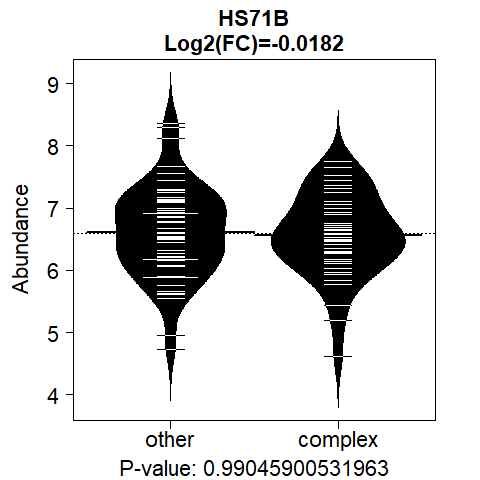 HS71B
Log2(FC)=-0.0182
Abundance
9
8
7
6
5
4
other complex
P-value: 0.99045900531963